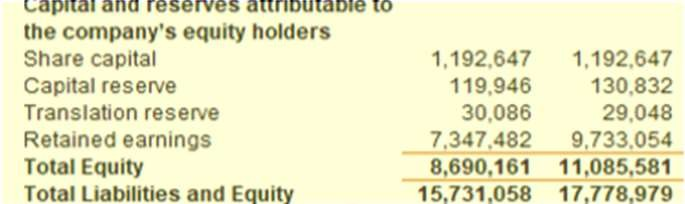 Capital and reserves attributable to
the company's equity holders
Share capital 1,192,647 1,192,647
Capital reserve 119,946 130,832
Translation reserve 30,086 29,048
Retained earnings 7,347,482 9,733,054
Total Equity 8,690,161 11,085,581
Total Liabilities and Equity 15,731,058 17,778,979